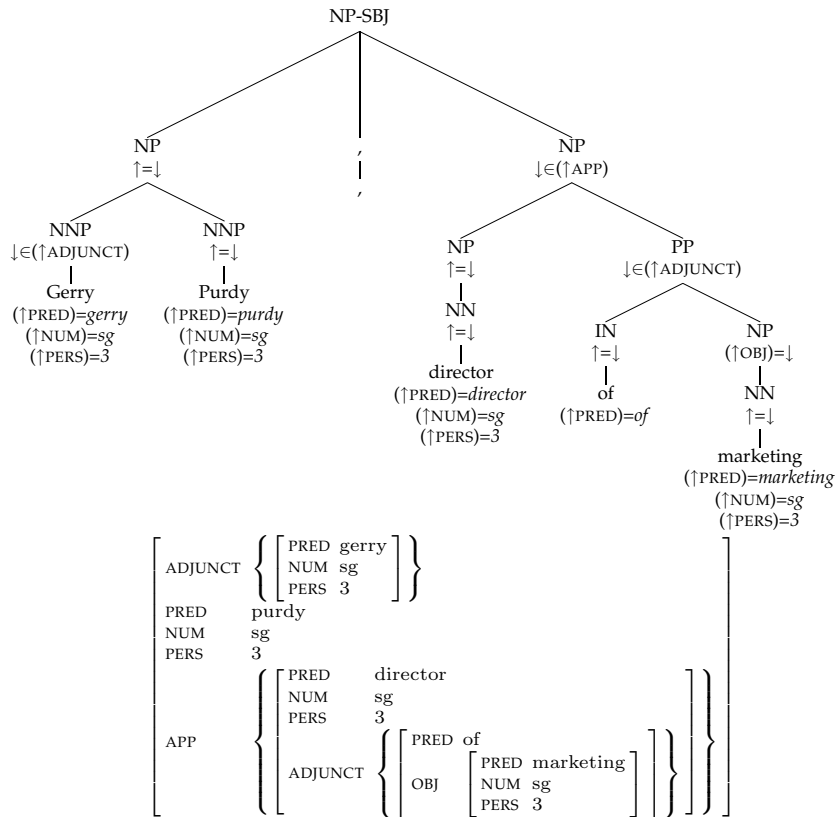 NP-SBJ
NP , NP
↑=↓ ↓∈(↑APP)
,
NNP NNP NP PP
↓∈(↑ADJUNCT) ↑=↓ ↑=↓ ↓∈(↑ADJUNCT)
Gerry Purdy NN IN NP
(↑PRED)=gerry (↑PRED)=purdy ↑=↓ ↑=↓ (↑OBJ)=↓
(↑NUM)=sg (↑NUM)=sg
(↑PERS)=3 (↑PERS)=3 director of NN
(↑PRED)=director (↑PRED)=of ↑=↓
(↑NUM)=sg
(↑PERS)=3 marketing
(↑PRED)=marketing
(↑NUM)=sg
(↑PERS)=3
PRED gerry
ADJUNCT NUM sg
PERS 3
PRED purdy
NUM sg
PERS 3
PRED director
NUM sg
PERS 3
APP PRED of
ADJUNCT PRED marketing
OBJ NUM sg
PERS 3